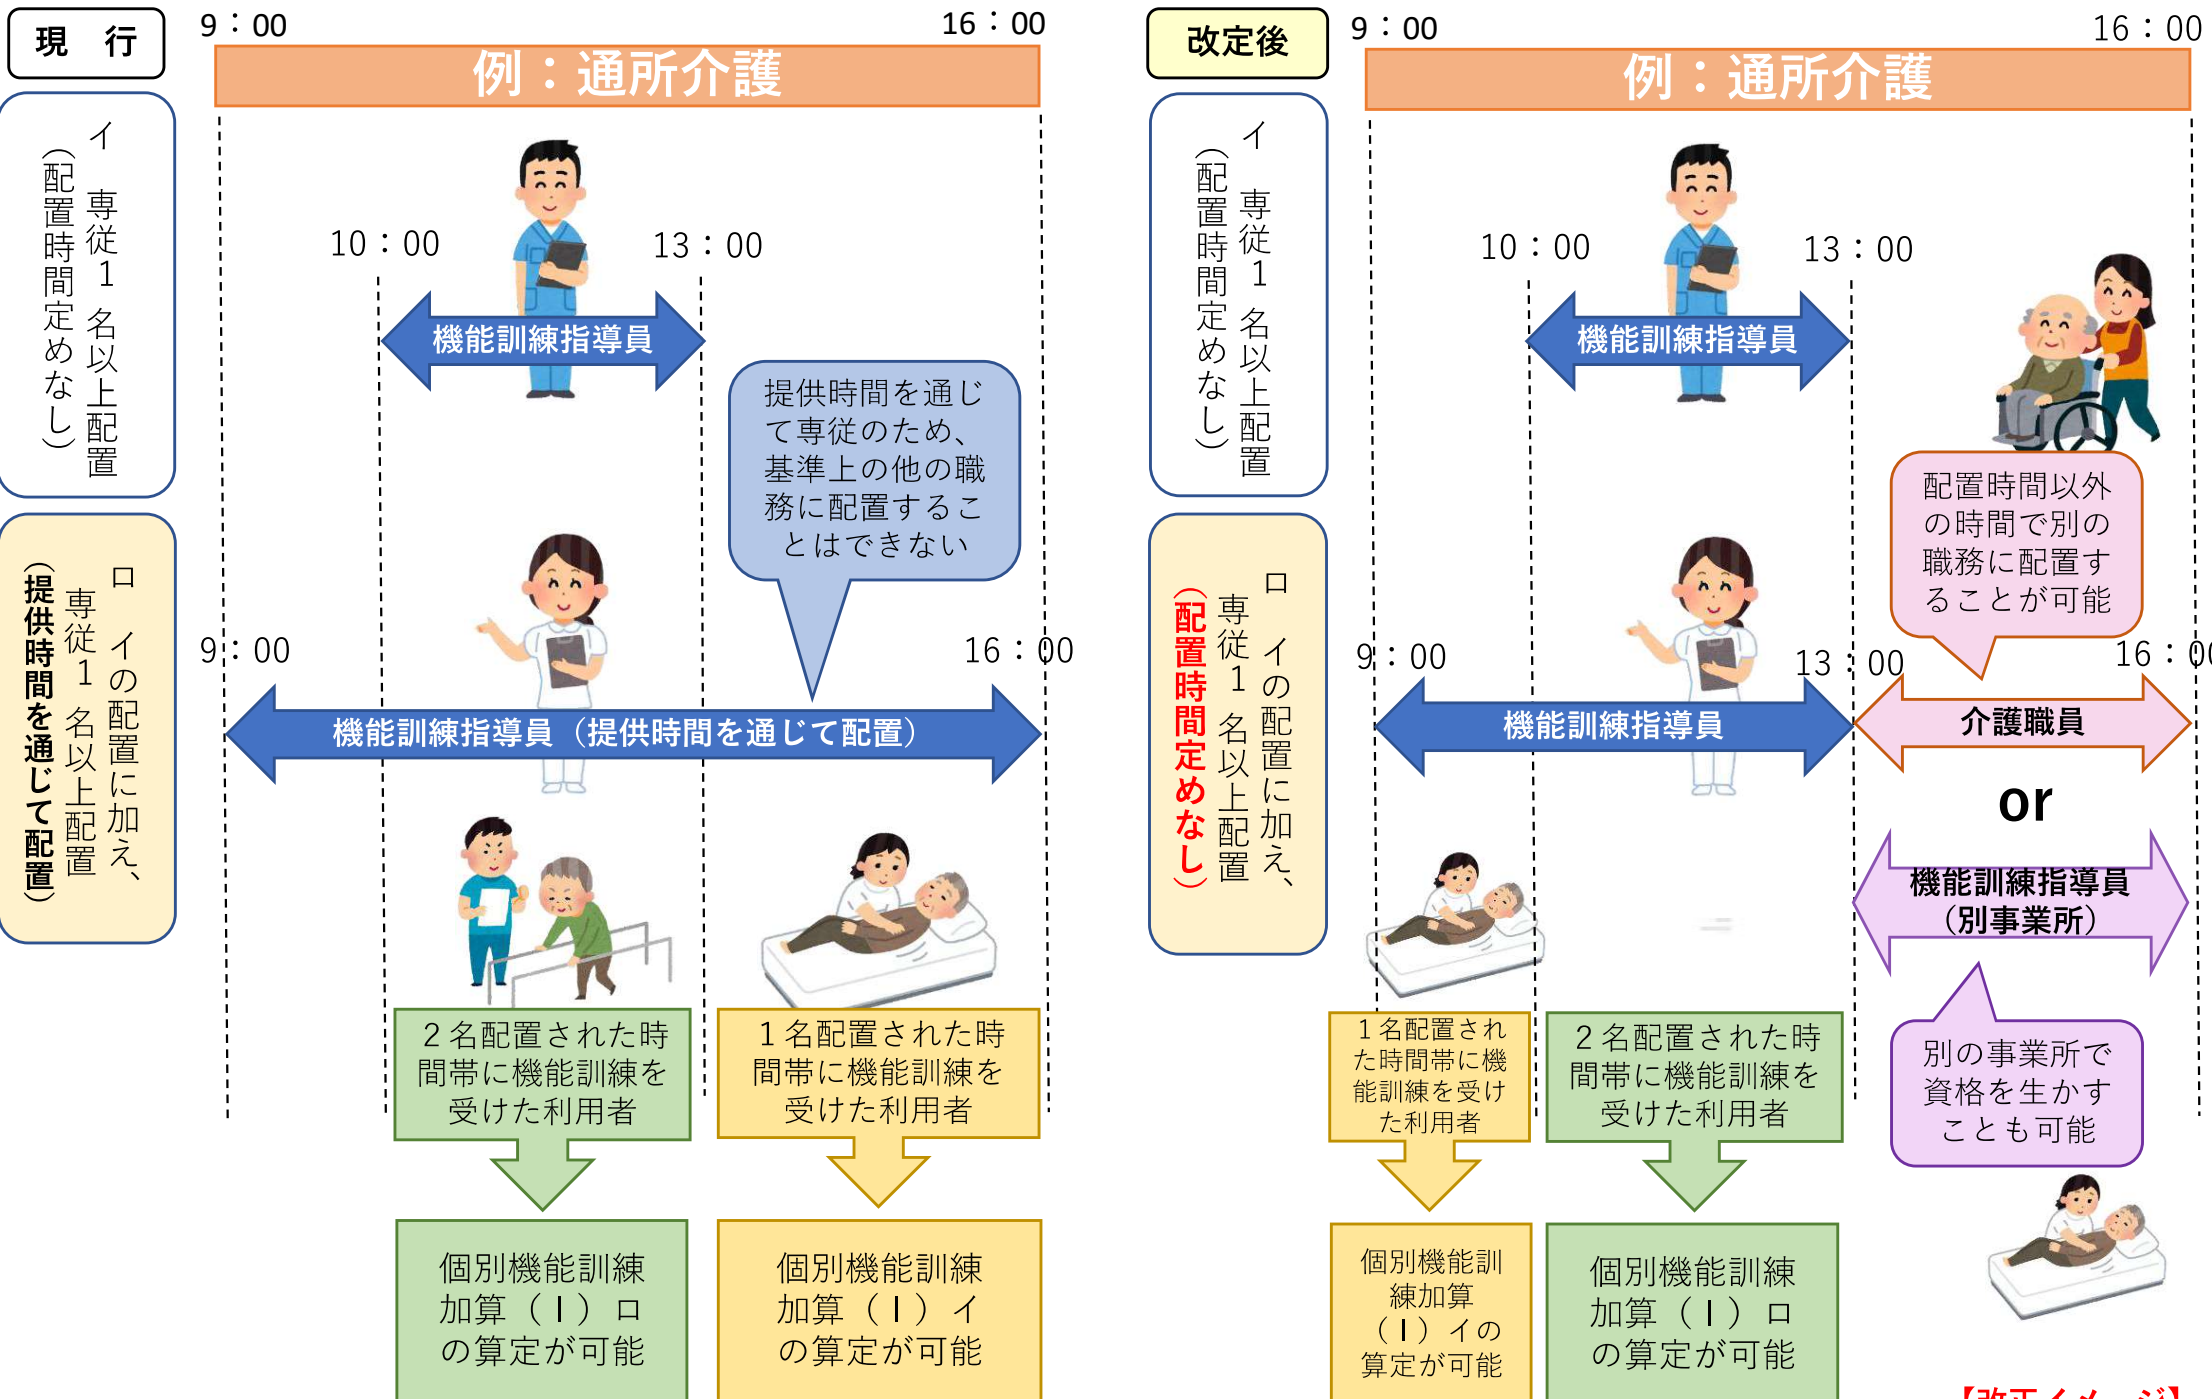 現　行
9：00
16：00
例：通所介護
イ　専従1名以上配置
（配置時間定めなし）
10：00
13：00
機能訓練指導員
提供時間を通じ
て専従のため、
基準上の他の職
務に配置するこ
とはできない
ロ　イの配置に加え、
専従1名以上配置
（提供時間を通じて配置）
9：00
16：00
機能訓練指導員（提供時間を通じて配置）
２名配置された時
間帯に機能訓練を
受けた利用者
１名配置された時
間帯に機能訓練を
受けた利用者
個別機能訓練
加算（Ⅰ）ロ
の算定が可能
個別機能訓練
加算（Ⅰ）イ
の算定が可能
改定後
9：00
16：00
例：通所介護
イ　専従1名以上配置
（配置時間定めなし）
10：00
13：00
機能訓練指導員
配置時間以外
の時間で別の
職務に配置す
ることが可能
ロ　イの配置に加え、
専従1名以上配置
（配置時間定めなし）
9：00
13：00
16：00
機能訓練指導員
介護職員
or
機能訓練指導員
（別事業所）
別の事業所で
資格を生かす
ことも可能
１名配置され
た時間帯に機
能訓練を受け
た利用者
２名配置された時
間帯に機能訓練を
受けた利用者
個別機能訓
練加算
（Ⅰ）イの
算定が可能
個別機能訓練
加算（Ⅰ）ロ
の算定が可能
【改正イメージ】